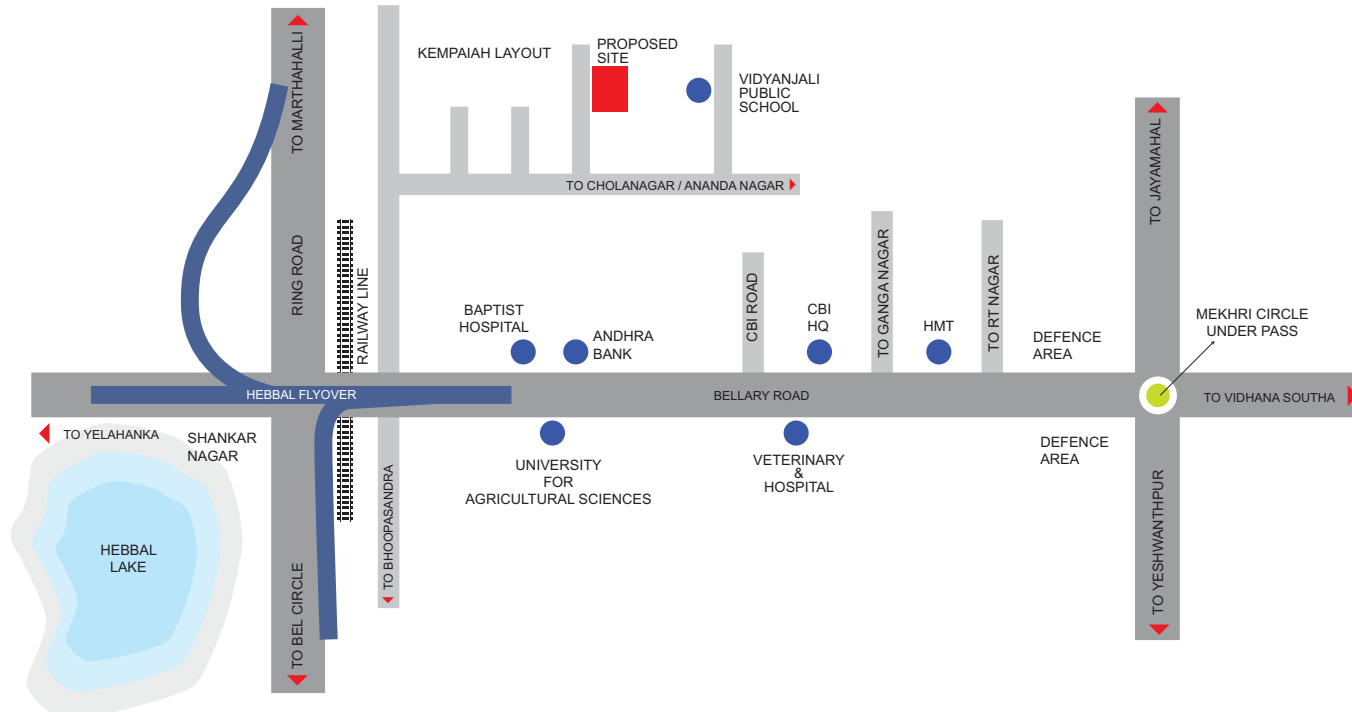 TO MARTHAHALLI
KEMPAIAH LAYOUT
PROPOSED
SITE
VIDYANJALI
PUBLIC
SCHOOL
TO CHOLANAGAR / ANANDA NAGAR
TO JAYAMAHAL
RING ROAD
RAILWAY LINE
BAPTIST
HOSPITAL
ANDHRA
BANK
CBI ROAD
CBI
HQ
TO GANGA NAGAR
HMT
TO RT NAGAR
DEFENCE
AREA
MEKHRI CIRCLE
UNDER PASS
HEBBAL FLYOVER
BELLARY ROAD
TO VIDHANA SOUTHA
TO YELAHANKA
SHANKAR
NAGAR
UNIVERSITY
FOR
AGRICULTURAL SCIENCES
VETERINARY
&
HOSPITAL
DEFENCE
AREA
HEBBAL
LAKE
TO BEL CIRCLE
TO BHOOPASANDRA
TO YESHWANTHPUR